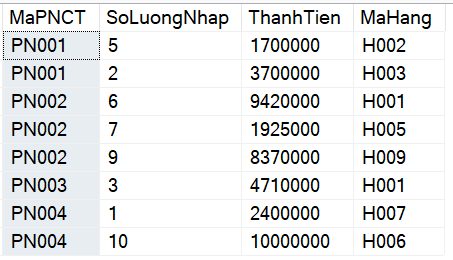 MaPNCT SoLuongNhap ThanhTien MaHang
PN001 5 1700000 H002
PN001 2 3700000 H003
PN002 6 9420000 H001
PN002 7 1925000 H005
PN002 9 8370000 H009
PN003 3 4710000 H001
PN004 1 2400000 H007
PN004 10 10000000 H006